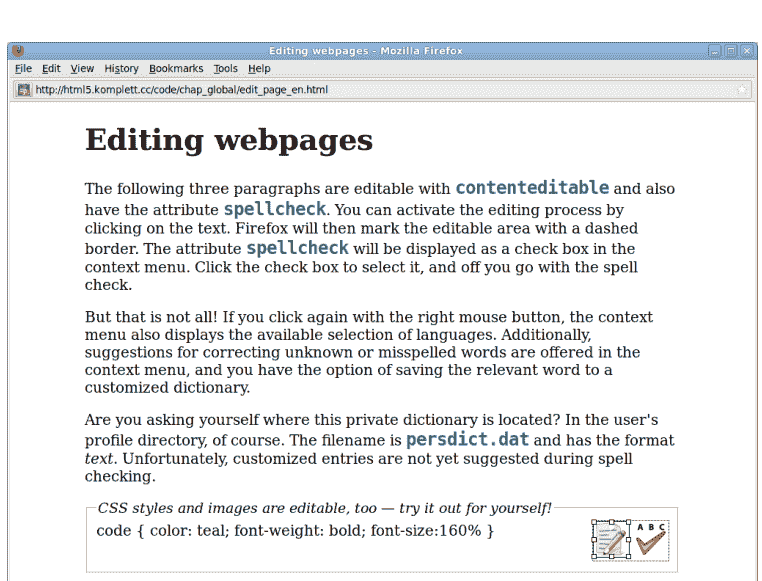 Editing webpages - Mozilla Firefox
File Edit View History Bookmarks Tools Help
http://html5.komplett.cc/code/chap_global/edit_page_en.html
Editing webpages
The following three paragraphs are editable with contenteditable and also
have the attribute spellcheck. You can activate the editing process by
clicking on the text. Firefox will then mark the editable area with a dashed
border. The attribute spellcheck will be displayed as a check box in the
context menu. Click the check box to select it, and off you go with the spell
check.
But that is not all! If you click again with the right mouse button, the context
menu also displays the available selection of languages. Additionally,
suggestions for correcting unknown or misspelled words are offered in the
context menu, and you have the option of saving the relevant word to a
customized dictionary.
Are you asking yourself where this private dictionary is located? In the user's
profile directory, of course. The filename is persdict.dat and has the format
text. Unfortunately, customized entries are not yet suggested during spell
checking.
CSS styles and images are editable, too — try it out for yourself!
code { color: teal; font-weight: bold; font-size:160% }
A B C